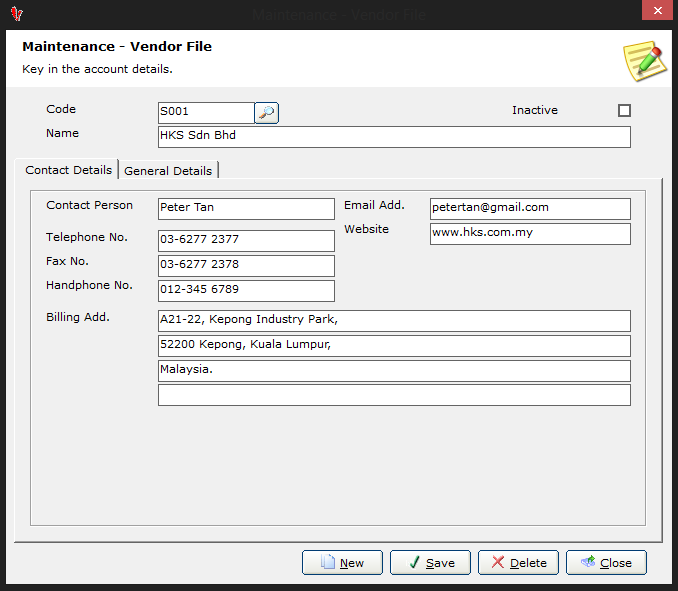 Maintenance - Vendor File
Maintenance - Vendor File
Key in the account details.
Code S001 Inactive
Name HKS Sdn Bhd
Contact Details General Details
Contact Person Peter Tan Email Add. petertan@gmail.com
Website www.hks.com.my
Telephone No. 03-6277 2377
Fax No. 03-6277 2378
Handphone No. 012-345 6789
Billing Add. A21-22, Kepong Industry Park,
52200 Kepong, Kuala Lumpur,
Malaysia.
New Save Delete Close